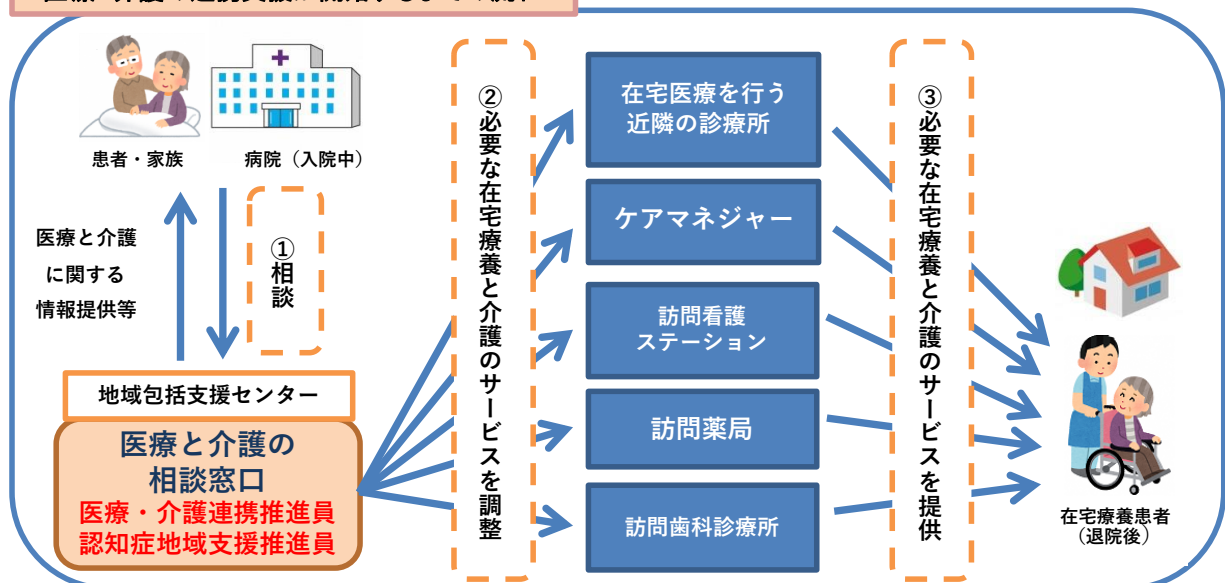 患者・家族
病院（入院中）
医療と介護
に関する
情報提供等
①相談
地域包括支援センター
医療と介護の
相談窓口
医療・介護連携推進員
認知症地域支援推進員
②必要な在宅療養と介護のサービスを調整
在宅医療を行う
近隣の診療所
ケアマネジャー
訪問看護
ステーション
訪問薬局
訪問歯科診療所
③必要な在宅療養と介護のサービスを提供
在宅療養患者
（退院後）